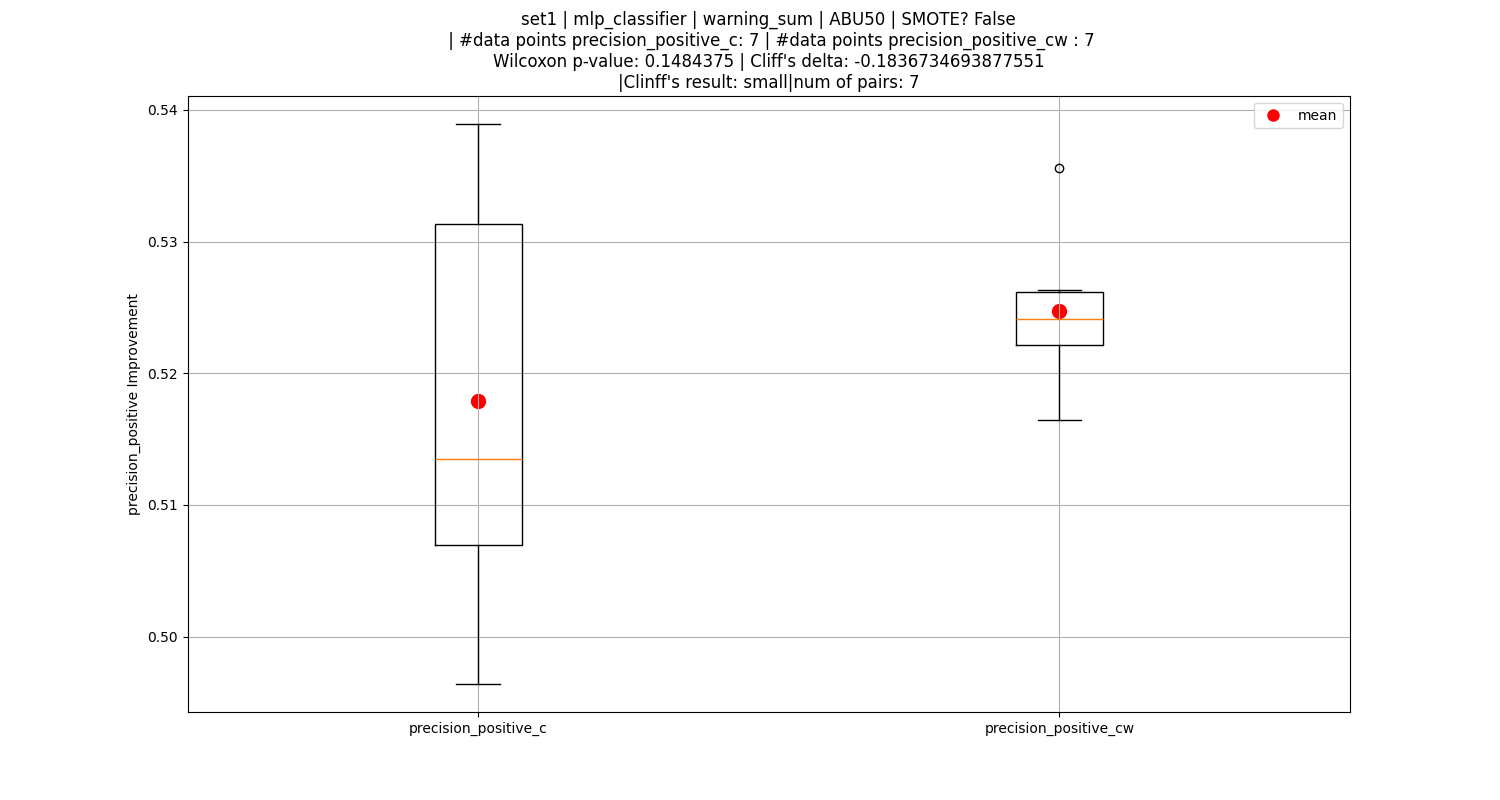 set1 | mlp_classifier | warning_sum | ABU50 | SMOTE? False
| #data points precision_positive_c: 7 | #data points precision_positive_cw : 7
Wilcoxon p-value: 0.1484375 | Cliff's delta: -0.1836734693877551
|Clinff's result: small|num of pairs: 7
mean
0.54
0.53
0.52
0.51
0.50
precision_positive Improvement
precision_positive_c
precision_positive_cw